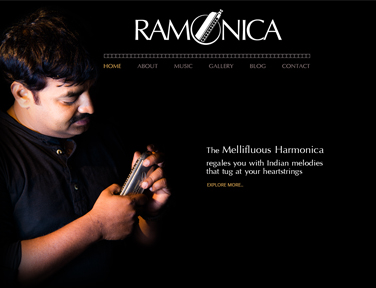 RAMONICA
HOME ABOUT MUSIC GALLERY BLOG CONTACT
The Mellifluous Harmonica
regales you with Indian melodies
that tug at your heartstrings
EXPLORE MORE..